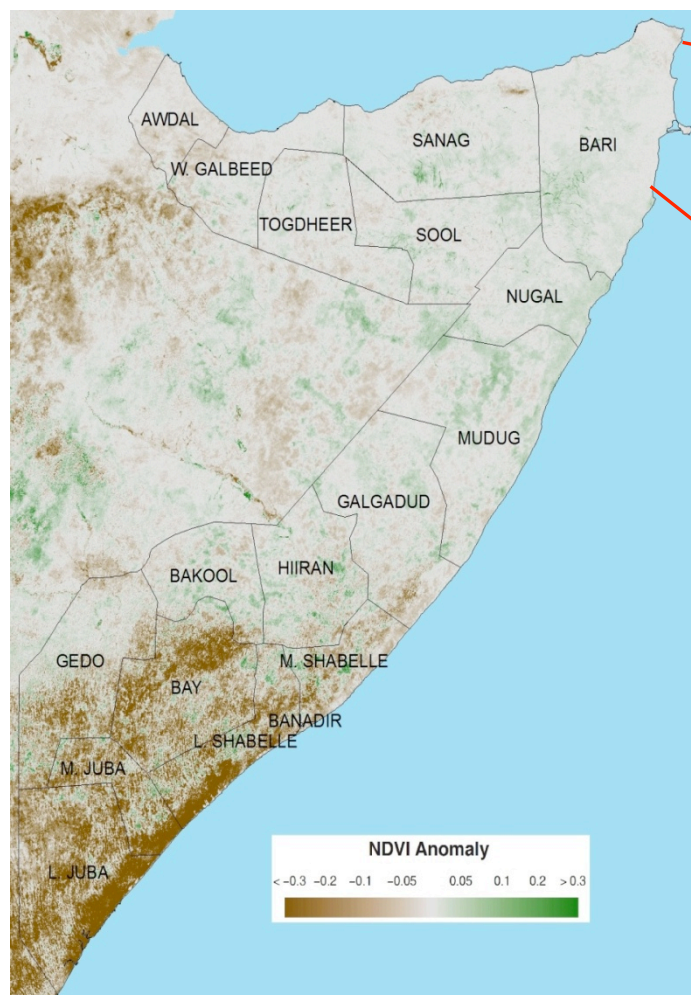 AWDAL
SANAG
BARI
W. GALBEED
TOGDHEER
SOOL
NUGAL
MUDUG
GALGADUD
HIIRAN
BAKOOL
GEDO
M. SHABELLE
BAY
BANADIR
L. SHABELLE
M. JUBA
L. JUBA
NDVI Anomaly
< -0.3 -0.2 -0.1 -0.05 0.05 0.1 0.2 > 0.3